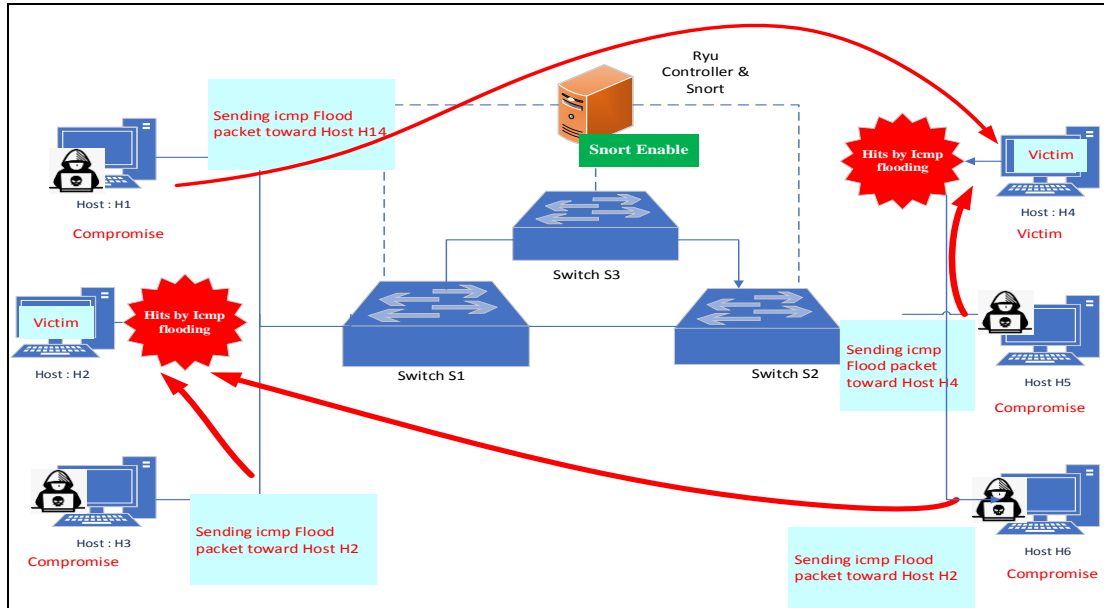 Ryu
Controller &
Snort
Sending icmp Flood
packet toward Host H14
Snort Enable
Hits by Icmp
flooding
Victim
Host : H1
Compromise
Host : H4
Victim
Switch S3
Victim
Hits by Icmp
flooding
Host : H2
Switch S1
Switch S2
Sending icmp
Flood packet
toward Host H4
Host H5
Compromise
Host : H3
Compromise
Sending icmp Flood
packet toward Host H2
Sending icmp Flood
packet toward Host H2
Host H6
Compromise